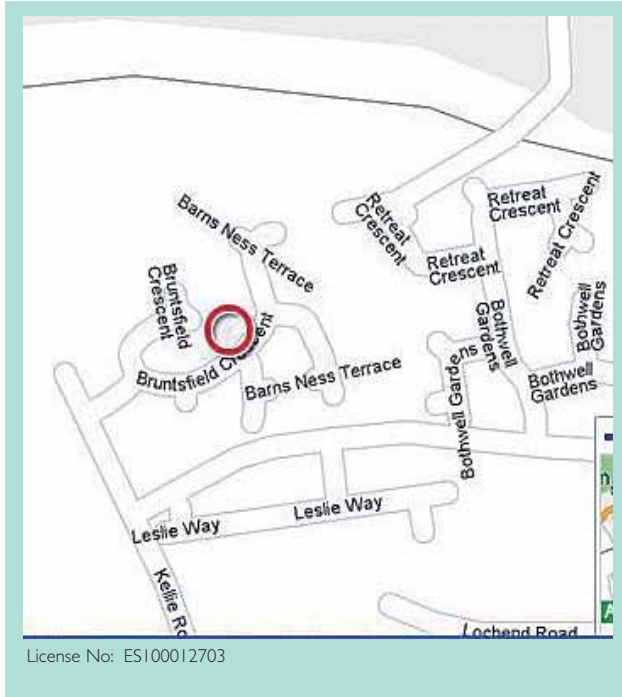 Barns Ness Terrace
Retreat
Crescent
Retreat
Crescent
Retreat Crescent
Retreat
Crescent
Bruntsfield
Crescent
Bothwell
Gardens
Bothwell
Gardens
Bruntsfield Crescent
Barns Ness Terrace
Bothwell Gardens
Bothwell
Gardens
Leslie Way
Leslie Way
Kellie
Lochend Road
License No: ES100012703